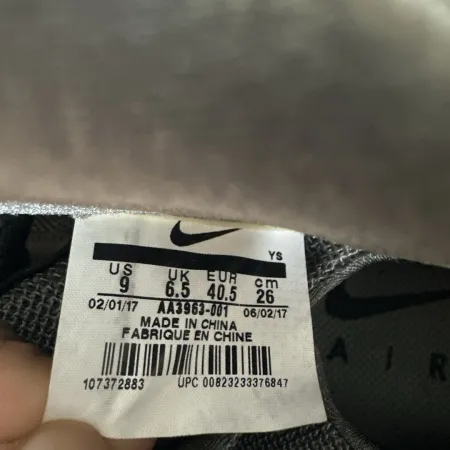 YS
US UK EUR cm
9 6.5 40.5 26
02/01/17 AA3963-001 06/02/17
MADE IN CHINA
FABRIQUE EN CHINE
107372883 UPC 00823233376847
AIR